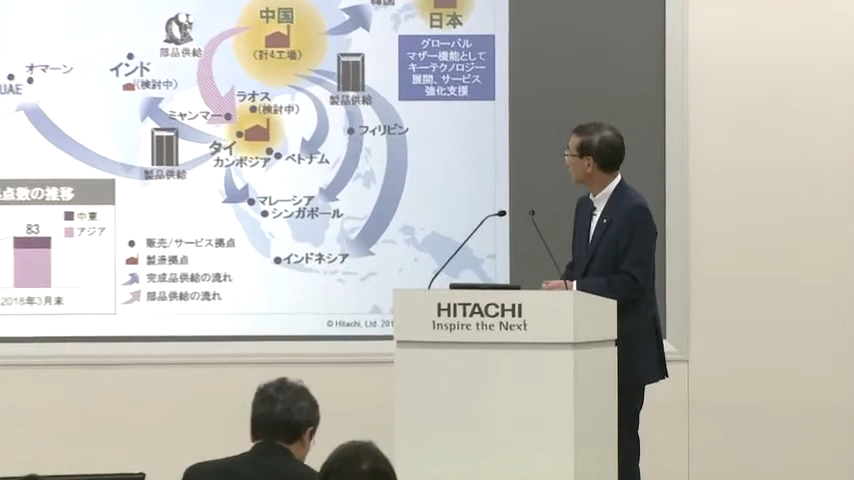 中国
(計4工場)
部品供給
日本
グローバル
マザー機能として
キーテクノロジー
展開、サービス
強化支援
オマーン
UAE
インド
(検討中)
製品供給
ラオス
(検討中)
ミャンマー
フィリピン
タイ
カンボジア
ベトナム
製品供給
マレーシア
シンガポール
インドネシア
点数の推移
83
中東
アジア
2018年3月末
販売/サービス拠点
製造拠点
完成品供給の流れ
部品供給の流れ
© Hitachi, Ltd. 201
HITACHI
Inspire the Next